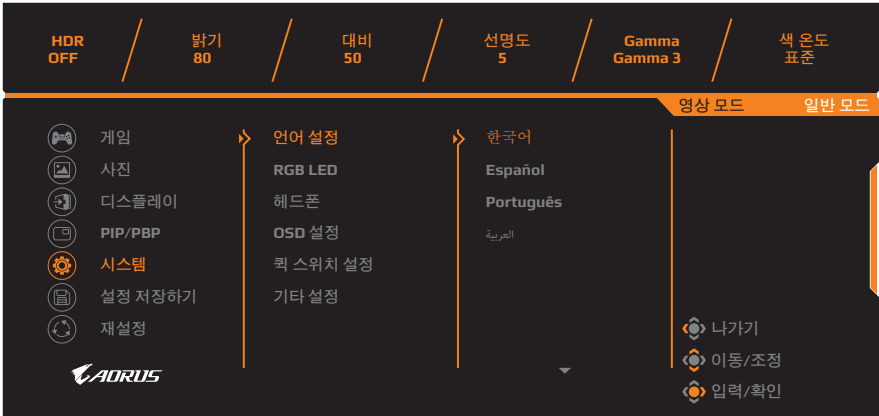 HDR
OFF
밝기
80
대비
50
선명도
5
Gamma
Gamma 3
색 온도
표준
영상 모드
일반 모드
게임
사진
디스플레이
PIP/PBP
시스템
설정 저장하기
재설정
언어 설정
RGB LED
헤드폰
OSD 설정
퀵 스위치 설정
기타 설정
한국어
Español
Português
العربية
나가기
이동/조정
입력/확인
AORUS